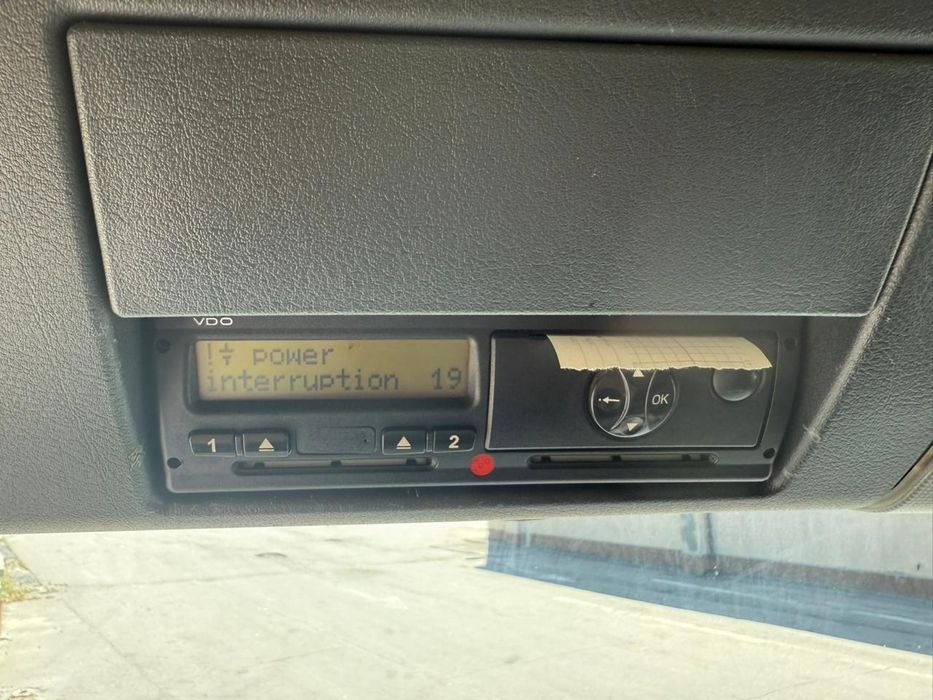 VDO
!÷ power
interruption 19
1
2
OK